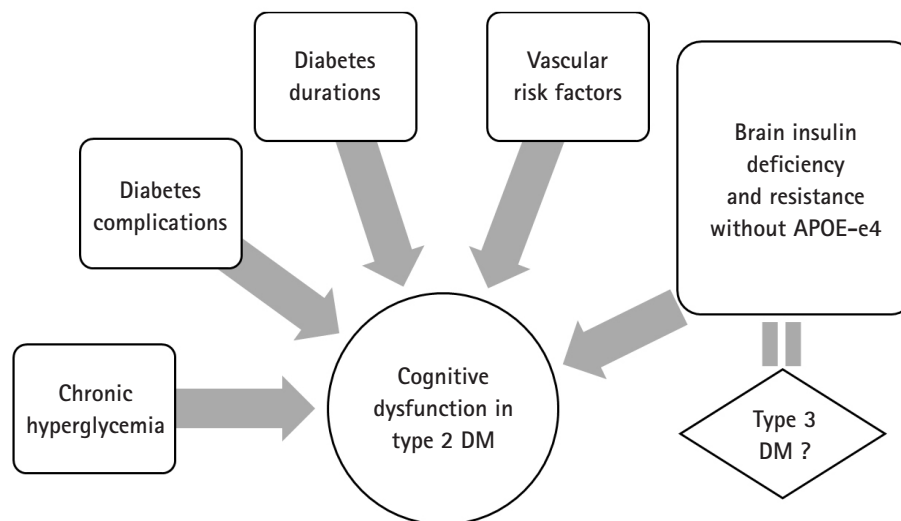 Diabetes
durations
Vascular
risk factors
Brain insulin
deficiency
and resistance
without APOE-e4
Diabetes
complications
Chronic
hyperglycemia
Cognitive
dysfunction in
type 2 DM
Type 3
DM ?